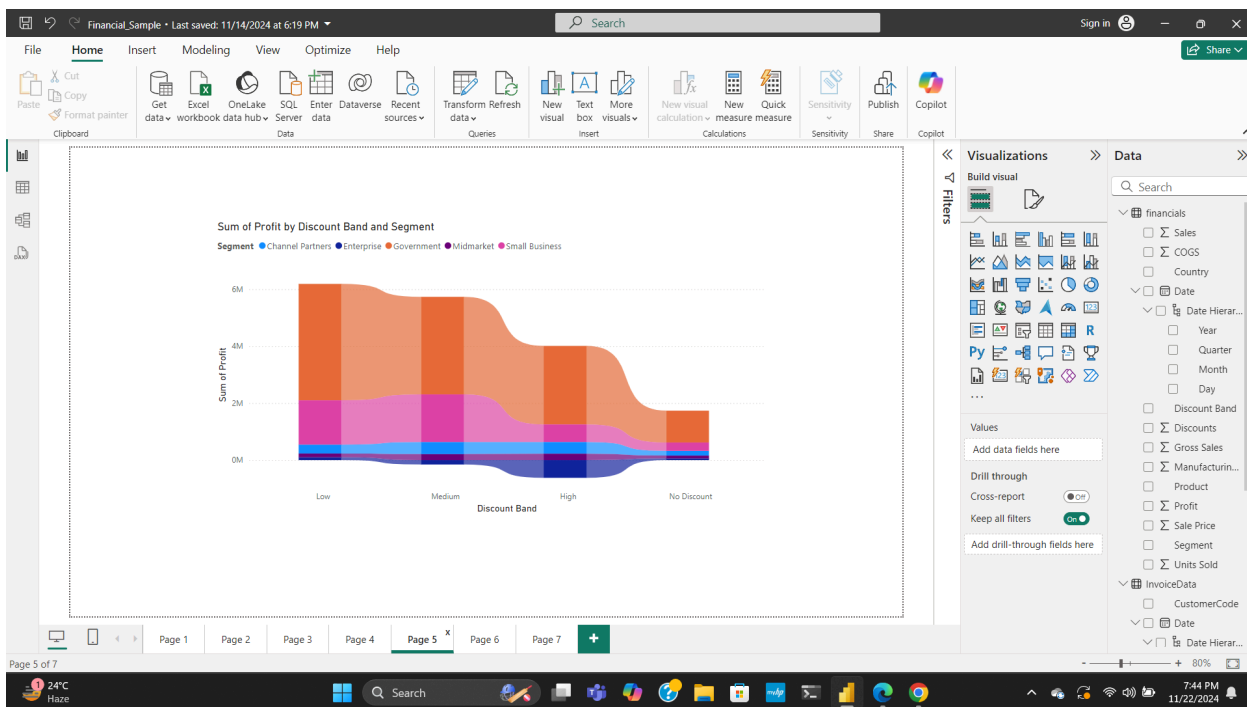 Financial_Sample • Last saved: 11/14/2024 at 6:19 PM
Search
Sign in
File Home Insert Modeling View Optimize Help
Share
Paste
Cut
Copy
Format painter
Clipboard
Get data
Excel workbook
OneLake data hub
SQL Server
Enter data
Dataverse
Recent sources
Data
Transform data
Refresh
Queries
New visual
Text box
More visuals
Insert
New visual calculation
New measure
Quick measure
Calculations
Sensitivity
Sensitivity
Publish
Share
Copilot
Copilot
Sum of Profit by Discount Band and Segment
Segment Channel Partners Enterprise Government Midmarket Small Business
6M
4M
2M
0M
Sum of Profit
Low Medium High No Discount
Discount Band
Filters
Visualizations
Build visual
123
R
Py
...
Values
Add data fields here
Drill through
Cross-report
Off
Keep all filters
On
Add drill-through fields here
Data
Search
financials
Sales
COGS
Country
Date
Date Hierar...
Year
Quarter
Month
Day
Discount Band
Discounts
Gross Sales
Manufacturin...
Product
Profit
Sale Price
Segment
Units Sold
InvoiceData
CustomerCode
Date
Date Hierar...
Page 1 Page 2 Page 3 Page 4 Page 5 x Page 6 Page 7 +
Page 5 of 7
- + 80%
1
24°C
Haze
Search
7:44 PM
11/22/2024